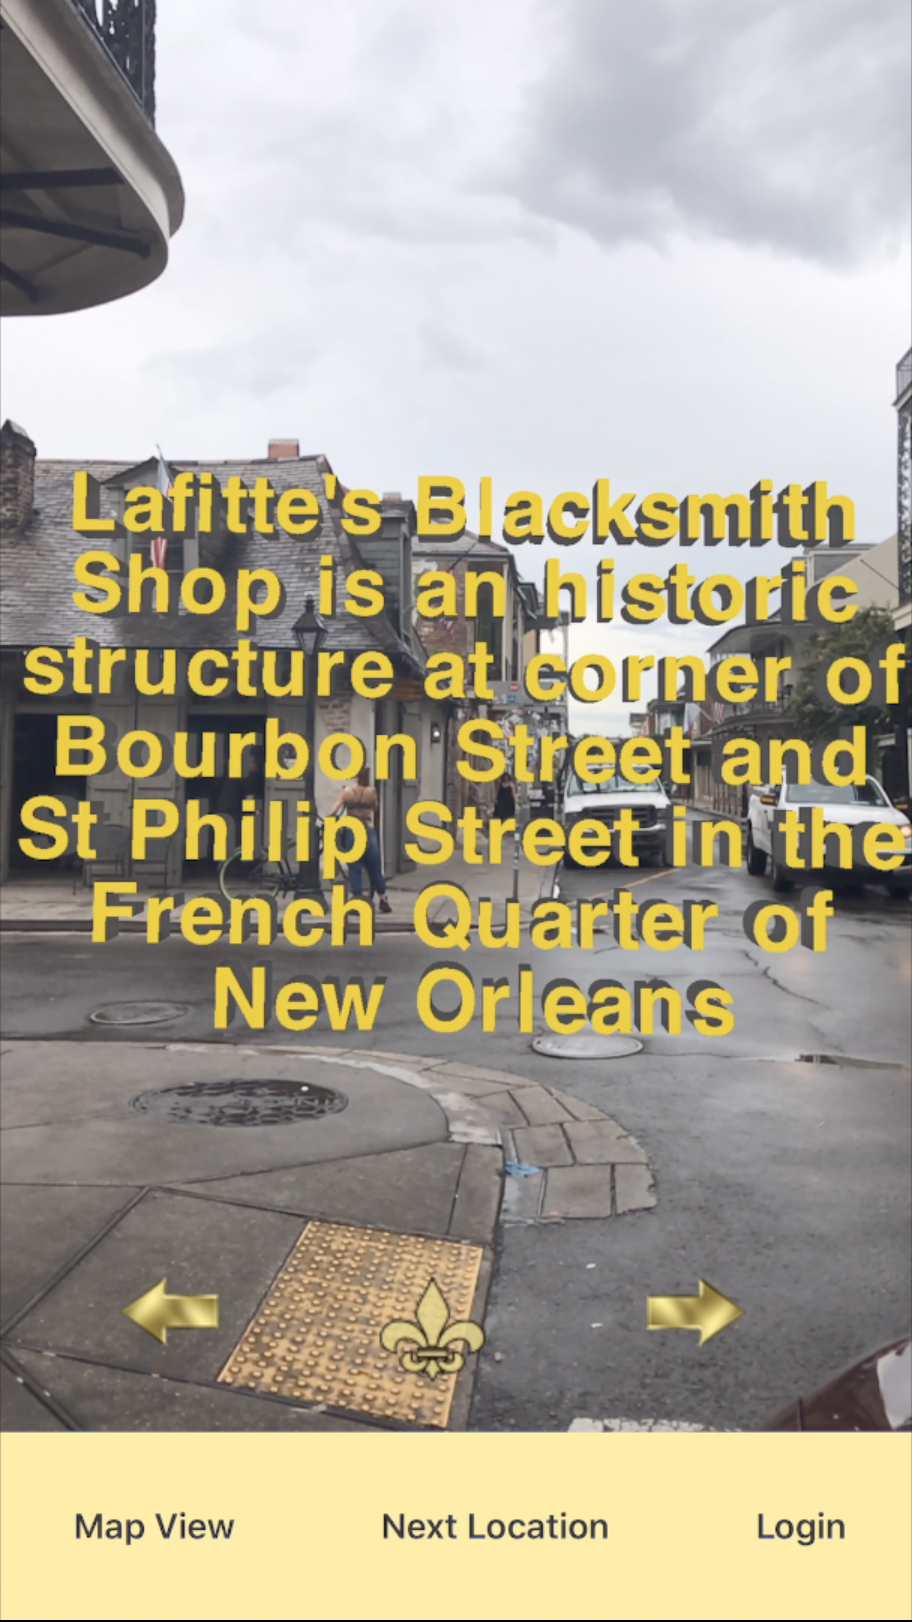 Lafitte's Blacksmith
Shop is an historic
structure at corner of
Bourbon Street and
St Philip Street in the
French Quarter of
New Orleans
Map View
Next Location
Login